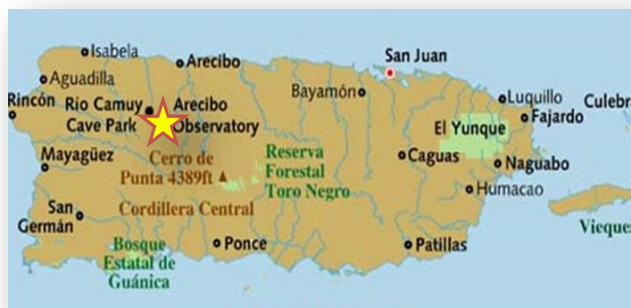 Isabela
Aguadilla
Rincón
Arecibo
Río Camuy
Cave Park
Arecibo
Observatory
Mayagüez
Cerro de
Punta 4389ft
San
Germán
Cordillera Central
Bosque
Estatal de
Guánica
Ponce
Reserva
Forestal
Toro Negro
San Juan
Bayamón
El Yunque
Luquillo
Fajardo
Culebr
Caguas
Naguabo
Humacao
Patillas
Vieques